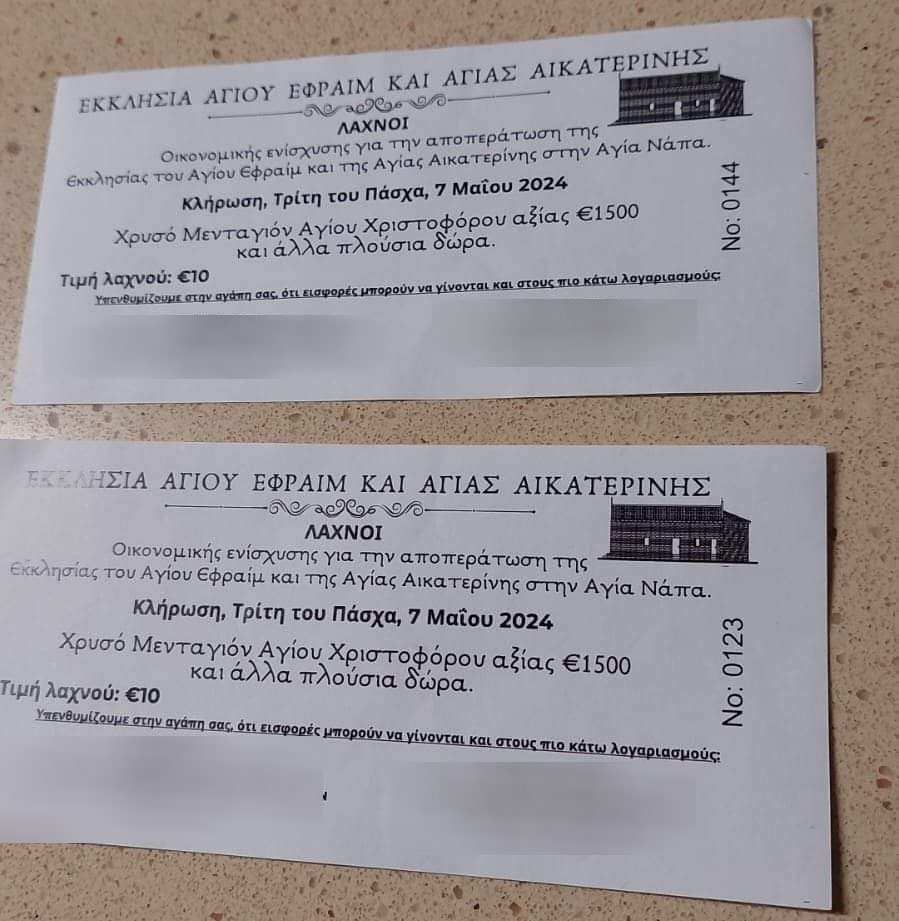 ΕΚΚΛΗΣΙΑ ΑΓΙΟΥ ΕΦΡΑΙΜ ΚΑΙ ΑΓΙΑΣ ΑΙΚΑΤΕΡΙΝΗΣ
ΛΑΧΝΟΙ
Οικονομικής ενίσχυσης για την αποπεράτωση της
Εκκλησίας του Αγίου Εφραίμ και της Αγίας Αικατερίνης στην Αγία Νάπα.
Κλήρωση, Τρίτη του Πάσχα, 7 Μαΐου 2024
Χρυσό Μενταγιόν Αγίου Χριστοφόρου αξίας €1500
και άλλα πλούσια δώρα.
Τιμή λαχνού: €10
Υπενθυμίζουμε στην αγάπη σας, ότι εισφορές μπορούν να γίνονται και στους πιο κάτω λογαριασμούς:
No: 0144
ΕΚΚΛΗΣΙΑ ΑΓΙΟΥ ΕΦΡΑΙΜ ΚΑΙ ΑΓΙΑΣ ΑΙΚΑΤΕΡΙΝΗΣ
ΛΑΧΝΟΙ
Οικονομικής ενίσχυσης για την αποπεράτωση της
Εκκλησίας του Αγίου Εφραίμ και της Αγίας Αικατερίνης στην Αγία Νάπα.
Κλήρωση, Τρίτη του Πάσχα, 7 Μαΐου 2024
Χρυσό Μενταγιόν Αγίου Χριστοφόρου αξίας €1500
και άλλα πλούσια δώρα.
Τιμή λαχνού: €10
Υπενθυμίζουμε στην αγάπη σας, ότι εισφορές μπορούν να γίνονται και στους πιο κάτω λογαριασμούς:
No: 0123